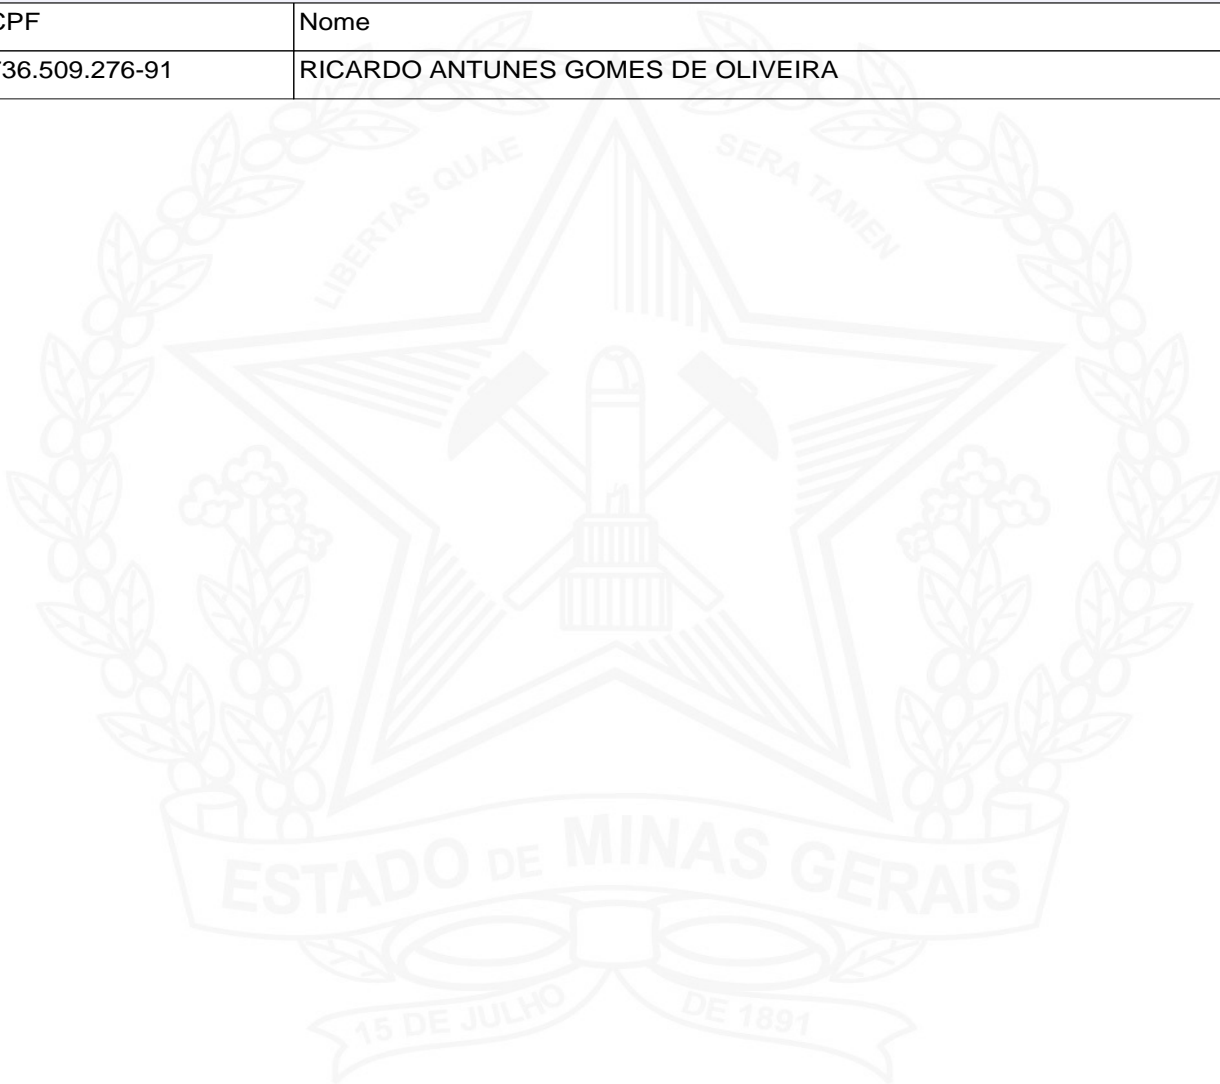 CPF Nome
736.509.276-91 RICARDO ANTUNES GOMES DE OLIVEIRA
LIBERTAS QUAE SERA TAMEN
ESTADO DE MINAS GERAIS
15 DE JULHO DE 1891